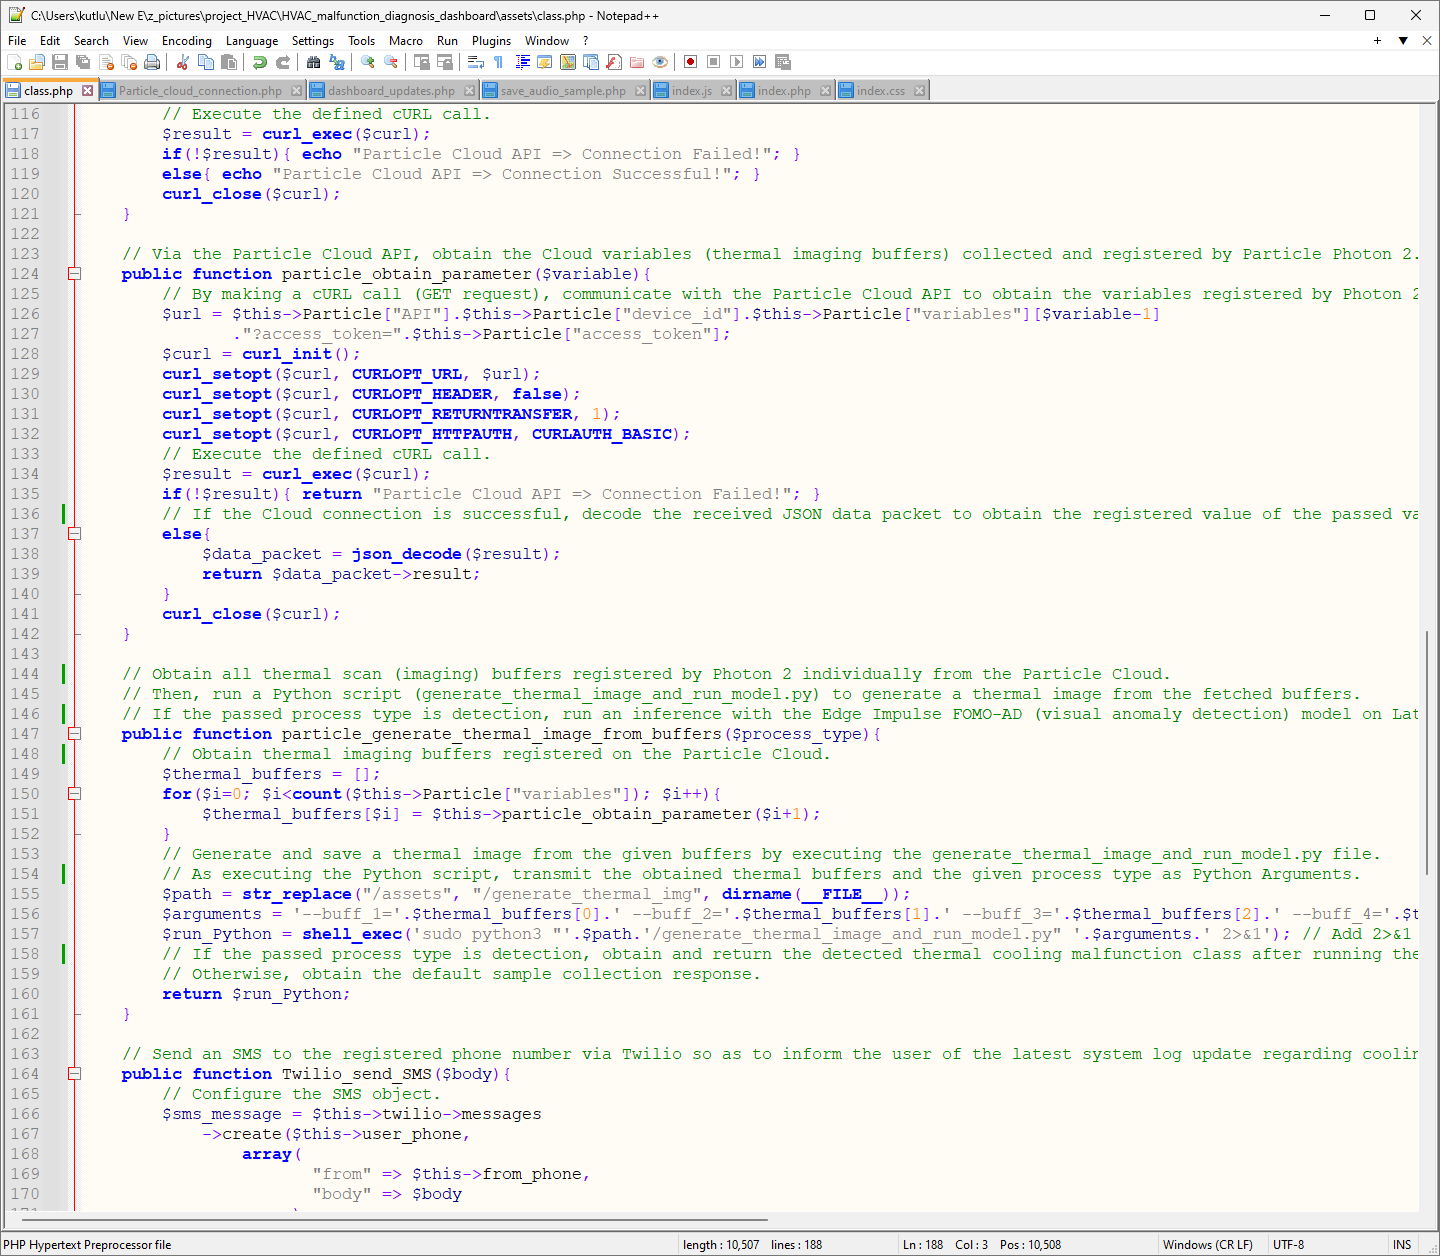 C:\Users\kutlu\New E\z_pictures\project_HVAC\HVAC_malfunction_diagnosis_dashboard\assets\class.php - Notepad++
File Edit Search View Encoding Language Settings Tools Macro Run Plugins Window ?
class.php Particle_cloud_connection.php dashboard_updates.php save_audio_sample.php index.js index.php index.css
116 // Execute the defined cURL call.
117 $result = curl_exec($curl);
118 if(!$result){ echo "Particle Cloud API => Connection Failed!"; }
119 else{ echo "Particle Cloud API => Connection Successful!"; }
120 curl_close($curl);
121 }
122
123 // Via the Particle Cloud API, obtain the Cloud variables (thermal imaging buffers) collected and registered by Particle Photon 2.
124 public function particle_obtain_parameter($variable){
125 // By making a cURL call (GET request), communicate with the Particle Cloud API to obtain the variables registered by Photon 2
126 $url = $this->Particle["API"].$this->Particle["device_id"].$this->Particle["variables"][$variable-1]
127 ."?access_token=".$this->Particle["access_token"];
128 $curl = curl_init();
129 curl_setopt($curl, CURLOPT_URL, $url);
130 curl_setopt($curl, CURLOPT_HEADER, false);
131 curl_setopt($curl, CURLOPT_RETURNTRANSFER, 1);
132 curl_setopt($curl, CURLOPT_HTTPAUTH, CURLAUTH_BASIC);
133 // Execute the defined cURL call.
134 $result = curl_exec($curl);
135 if(!$result){ return "Particle Cloud API => Connection Failed!"; }
136 // If the Cloud connection is successful, decode the received JSON data packet to obtain the registered value of the passed va
137 else{
138 $data_packet = json_decode($result);
139 return $data_packet->result;
140 }
141 curl_close($curl);
142 }
143
144 // Obtain all thermal scan (imaging) buffers registered by Photon 2 individually from the Particle Cloud.
145 // Then, run a Python script (generate_thermal_image_and_run_model.py) to generate a thermal image from the fetched buffers.
146 // If the passed process type is detection, run an inference with the Edge Impulse FOMO-AD (visual anomaly detection) model on Lat
147 public function particle_generate_thermal_image_from_buffers($process_type){
148 // Obtain thermal imaging buffers registered on the Particle Cloud.
149 $thermal_buffers = [];
150 for($i=0; $i<count($this->Particle["variables"]); $i++){
151 $thermal_buffers[$i] = $this->particle_obtain_parameter($i+1);
152 }
153 // Generate and save a thermal image from the given buffers by executing the generate_thermal_image_and_run_model.py file.
154 // As executing the Python script, transmit the obtained thermal buffers and the given process type as Python Arguments.
155 $path = str_replace("/assets", "/generate_thermal_img", dirname(__FILE__));
156 $arguments = '--buff_1='.$thermal_buffers[0].' --buff_2='.$thermal_buffers[1].' --buff_3='.$thermal_buffers[2].' --buff_4='.$t
157 $run_Python = shell_exec('sudo python3 "'.$path.'/generate_thermal_image_and_run_model.py" '.$arguments.' 2>&1'); // Add 2>&1
158 // If the passed process type is detection, obtain and return the detected thermal cooling malfunction class after running the
159 // Otherwise, obtain the default sample collection response.
160 return $run_Python;
161 }
162
163 // Send an SMS to the registered phone number via Twilio so as to inform the user of the latest system log update regarding coolin
164 public function Twilio_send_SMS($body){
165 // Configure the SMS object.
166 $sms_message = $this->twilio->messages
167 ->create($this->user_phone,
168 array(
169 "from" => $this->from_phone,
170 "body" => $body
PHP Hypertext Preprocessor file length : 10,507 lines : 188 Ln : 188 Col : 3 Pos : 10,508 Windows (CR LF) UTF-8 INS